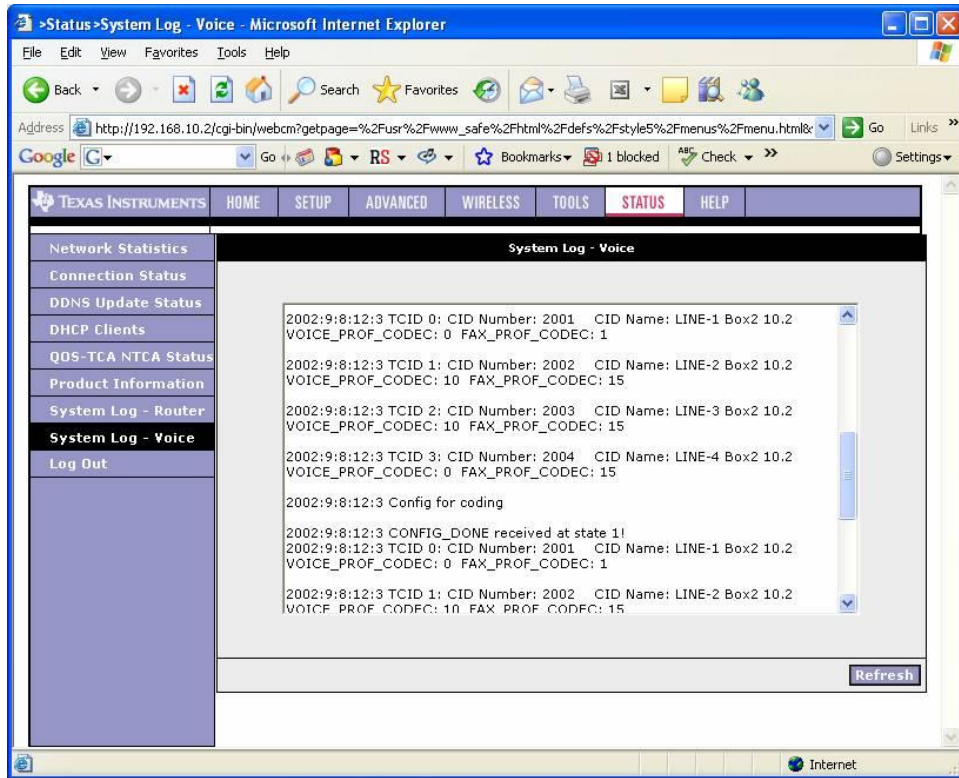 >Status>System Log - Voice - Microsoft Internet Explorer
File Edit View Favorites Tools Help
Back Search Favorites
Address http://192.168.10.2/cgi-bin/webcm?getpage=%2Fusr%2Fwww_safe%2Fhtml%2Fdefs%2Fstyle5%2Fmenus%2Fmenu.html& Go Links »
Google G Go RS Bookmarks 1 blocked ABC Check » Settings
TEXAS INSTRUMENTS HOME SETUP ADVANCED WIRELESS TOOLS STATUS HELP
Network Statistics
Connection Status
DDNS Update Status
DHCP Clients
QOS-TCA NTCA Status
Product Information
System Log - Router
System Log - Voice
Log Out
System Log - Voice
2002:9:8:12:3 TCID 0: CID Number: 2001 CID Name: LINE-1 Box2 10.2
VOICE_PROF_CODEC: 0 FAX_PROF_CODEC: 1
2002:9:8:12:3 TCID 1: CID Number: 2002 CID Name: LINE-2 Box2 10.2
VOICE_PROF_CODEC: 10 FAX_PROF_CODEC: 15
2002:9:8:12:3 TCID 2: CID Number: 2003 CID Name: LINE-3 Box2 10.2
VOICE_PROF_CODEC: 10 FAX_PROF_CODEC: 15
2002:9:8:12:3 TCID 3: CID Number: 2004 CID Name: LINE-4 Box2 10.2
VOICE_PROF_CODEC: 0 FAX_PROF_CODEC: 15
2002:9:8:12:3 Config for coding
2002:9:8:12:3 CONFIG_DONE received at state 1!
2002:9:8:12:3 TCID 0: CID Number: 2001 CID Name: LINE-1 Box2 10.2
VOICE_PROF_CODEC: 0 FAX_PROF_CODEC: 1
2002:9:8:12:3 TCID 1: CID Number: 2002 CID Name: LINE-2 Box2 10.2
VOICE_PROF_CODEC: 10 FAX_PROF_CODEC: 15
Refresh
Internet